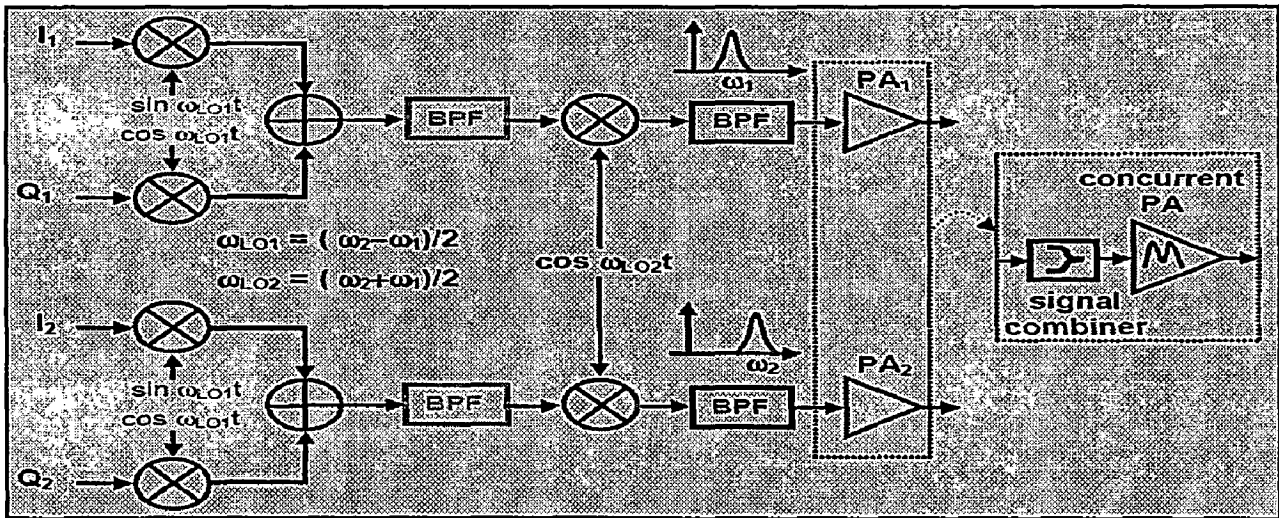 I₁
sin ω_LO1t
cos ω_LO1t
Q₁
BPF
ω₁
BPF
PA₁
ω_LO1 = ( ω₂−ω₁)/2
ω_LO2 = ( ω₂+ω₁)/2
cos ω_LO2t
concurrent
PA
signal
combiner
I₂
sin ω_LO1t
cos ω_LO1t
Q₂
BPF
ω₂
BPF
PA₂